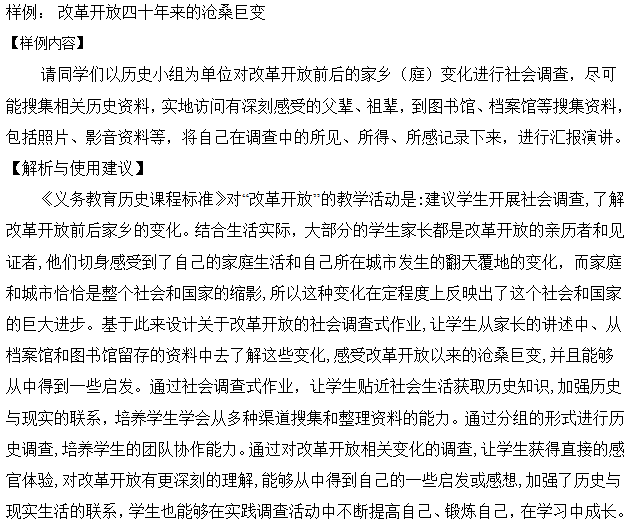 样例： 改革开放四十年来的沧桑巨变
【样例内容】
请同学们以历史小组为单位对改革开放前后的家乡（庭）变化进行社会调查，尽可
能搜集相关历史资料，实地访问有深刻感受的父辈、祖辈，到图书馆、档案馆等搜集资料，
包括照片、影音资料等，将自己在调查中的所见、所得、所感记录下来，进行汇报演讲。
【解析与使用建议】
《义务教育历史课程标准》对“改革开放”的教学活动是:建议学生开展社会调查,了解
改革开放前后家乡的变化。结合生活实际，大部分的学生家长都是改革开放的亲历者和见
证者,他们切身感受到了自己的家庭生活和自己所在城市发生的翻天覆地的变化，而家庭
和城市恰恰是整个社会和国家的缩影,所以这种变化在定程度上反映出了这个社会和国家
的巨大进步。基于此来设计关于改革开放的社会调查式作业,让学生从家长的讲述中、从
档案馆和图书馆留存的资料中去了解这些变化,感受改革开放以来的沧桑巨变,并且能够
从中得到一些启发。通过社会调查式作业，让学生贴近社会生活获取历史知识,加强历史
与现实的联系，培养学生学会从多种渠道搜集和整理资料的能力。通过分组的形式进行历
史调查,培养学生的团队协作能力。通过对改革开放相关变化的调查,让学生获得直接的感
官体验,对改革开放有更深刻的理解,能够从中得到自己的一些启发或感想,加强了历史与
现实生活的联系,学生也能够在实践调查活动中不断提高自己、锻炼自己，在学习中成长。